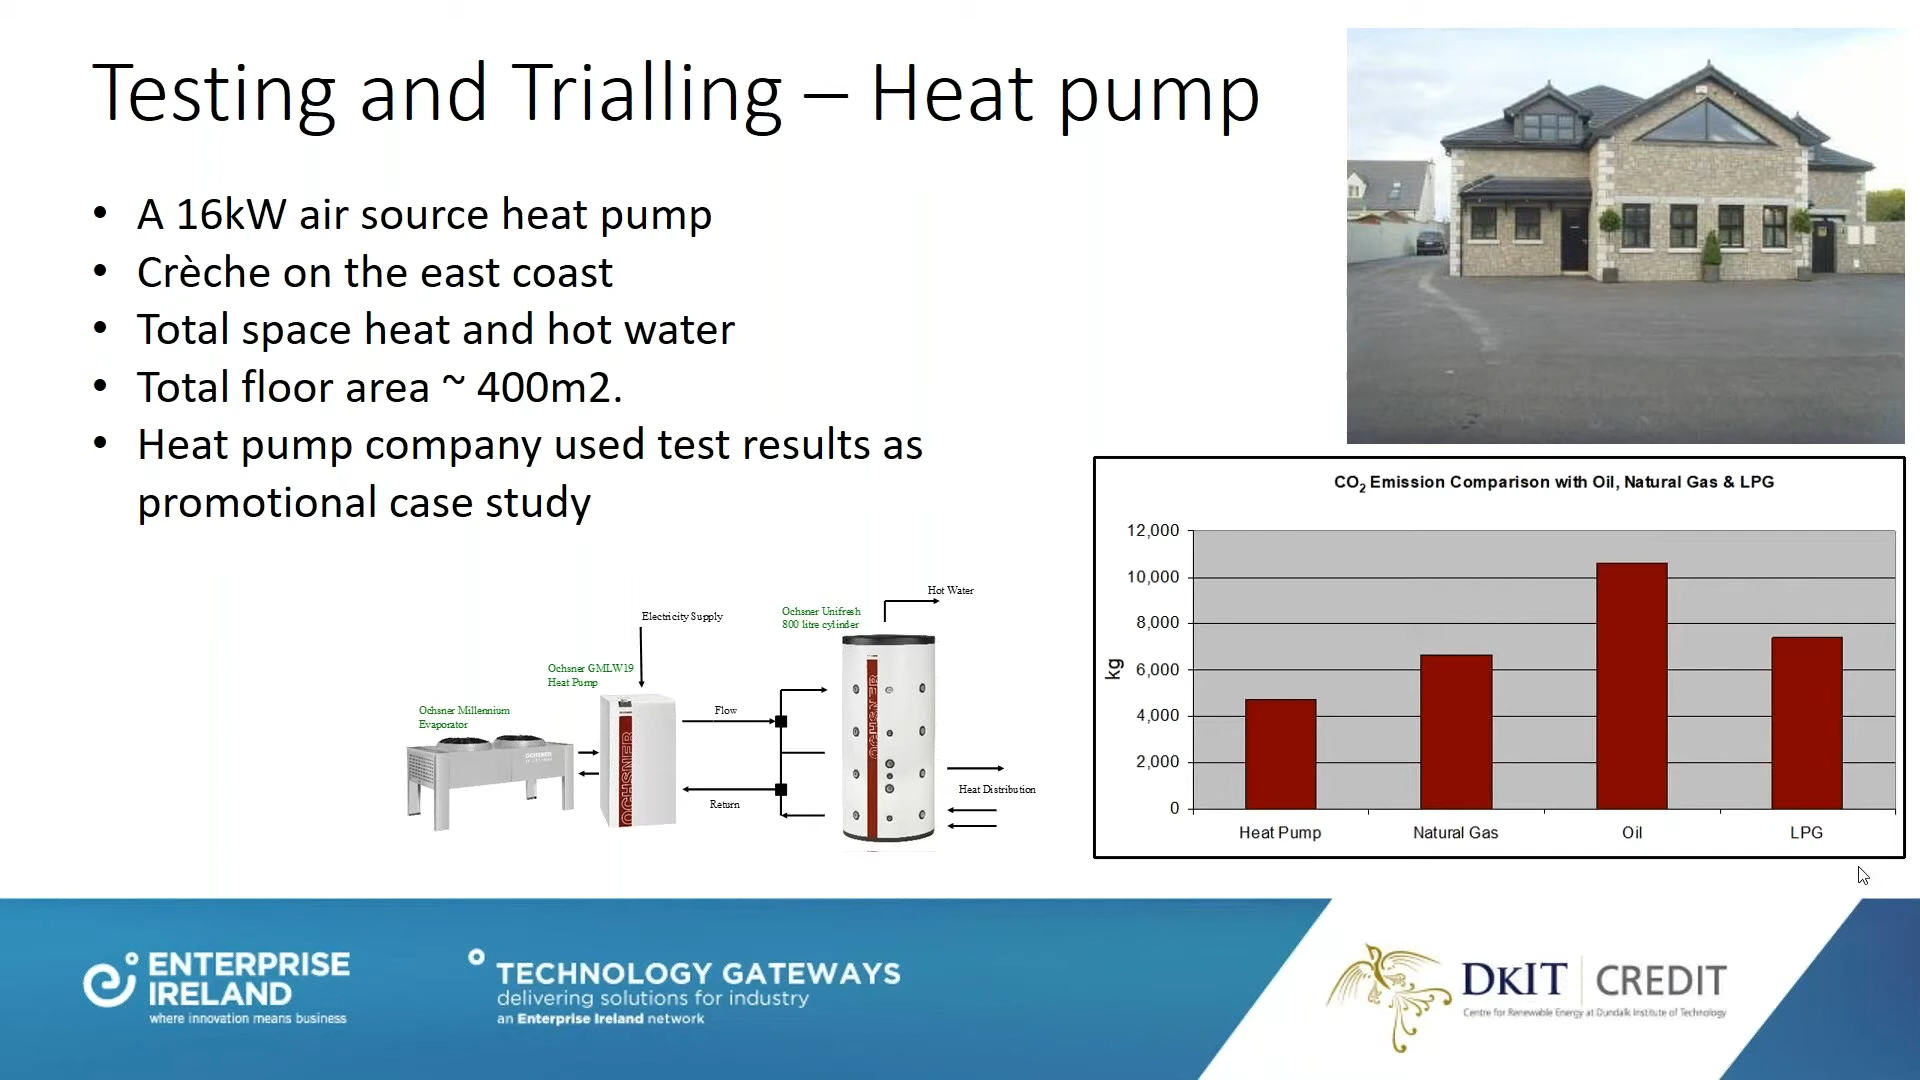 Testing and Trialling – Heat pump
• A 16kW air source heat pump
• Crèche on the east coast
• Total space heat and hot water
• Total floor area ~ 400m2.
• Heat pump company used test results as
promotional case study
Hot Water
Electricity Supply
Ochsner Unifresh
800 litre cylinder
Ochsner GMLW19
Heat Pump
Ochsner Millennium
Evaporator
Flow
Return
Heat Distribution
OCHSNER
OCHSNER
OCHSNER
CO2 Emission Comparison with Oil, Natural Gas & LPG
kg
12,000
10,000
8,000
6,000
4,000
2,000
0
Heat Pump Natural Gas Oil LPG
ENTERPRISE
IRELAND
where innovation means business
TECHNOLOGY GATEWAYS
delivering solutions for industry
an Enterprise Ireland network
DkIT CREDIT
Centre for Renewable Energy at Dundalk Institute of Technology